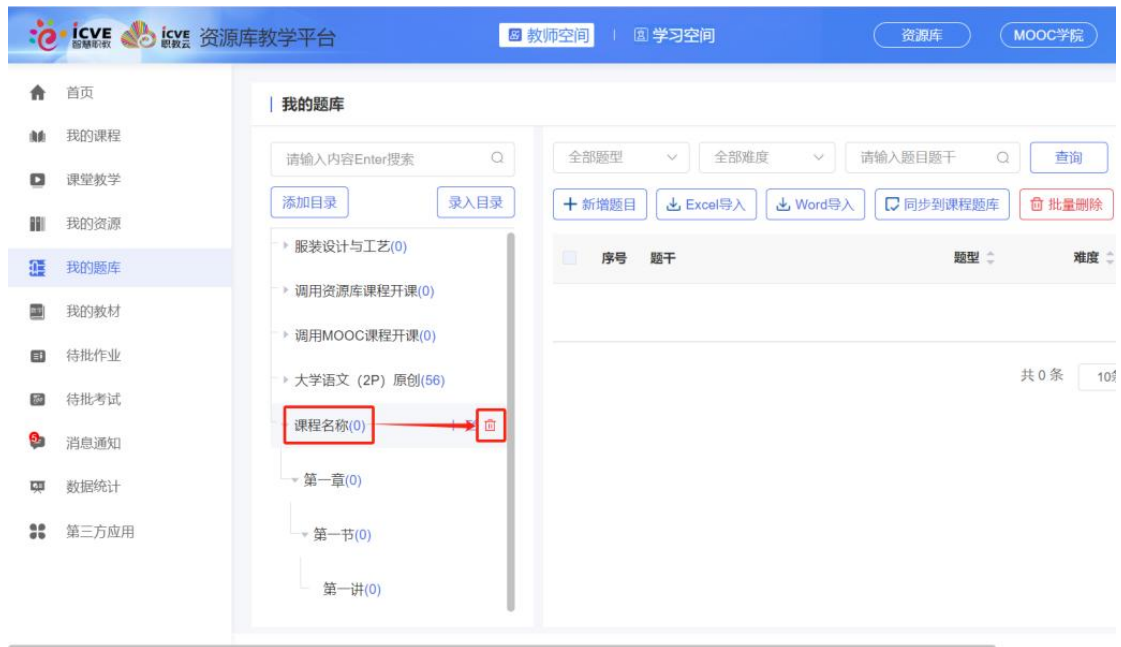 icve 智慧职教 icve 职教云 资源库教学平台 教师空间 学习空间 资源库 MOOC学院
首页
我的课程
课堂教学
我的资源
我的题库
我的教材
待批作业
待批考试
消息通知
数据统计
第三方应用
我的题库
请输入内容Enter搜索
添加目录 录入目录
服装设计与工艺(0)
调用资源库课程开课(0)
调用MOOC课程开课(0)
大学语文（2P）原创(56)
课程名称(0)
第一章(0)
第一节(0)
第一讲(0)
全部题型 全部难度 请输入题目题干 查询
新增题目 Excel导入 Word导入 同步到课程题库 批量删除
序号 题干 题型 难度
共 0 条 10